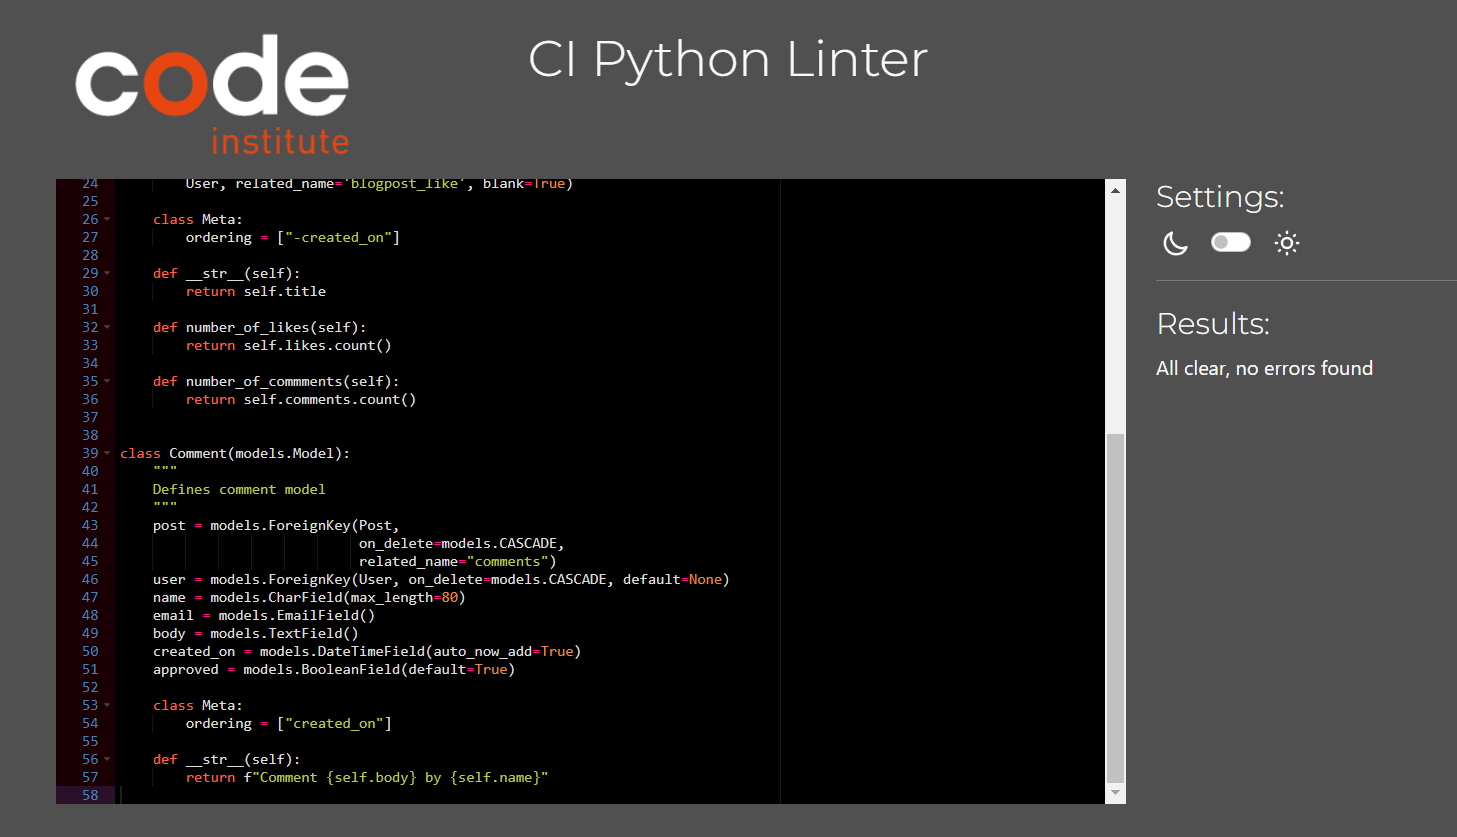 code
institute
CI Python Linter
24 User, related_name='blogpost_like', blank=True)
25
26 class Meta:
27 ordering = ["-created_on"]
28
29 def __str__(self):
30 return self.title
31
32 def number_of_likes(self):
33 return self.likes.count()
34
35 def number_of_commments(self):
36 return self.comments.count()
37
38
39 class Comment(models.Model):
40 """
41 Defines comment model
42 """
43 post = models.ForeignKey(Post,
44 on_delete=models.CASCADE,
45 related_name="comments")
46 user = models.ForeignKey(User, on_delete=models.CASCADE, default=None)
47 name = models.CharField(max_length=80)
48 email = models.EmailField()
49 body = models.TextField()
50 created_on = models.DateTimeField(auto_now_add=True)
51 approved = models.BooleanField(default=True)
52
53 class Meta:
54 ordering = ["created_on"]
55
56 def __str__(self):
57 return f"Comment {self.body} by {self.name}"
58
Settings:
Results:
All clear, no errors found